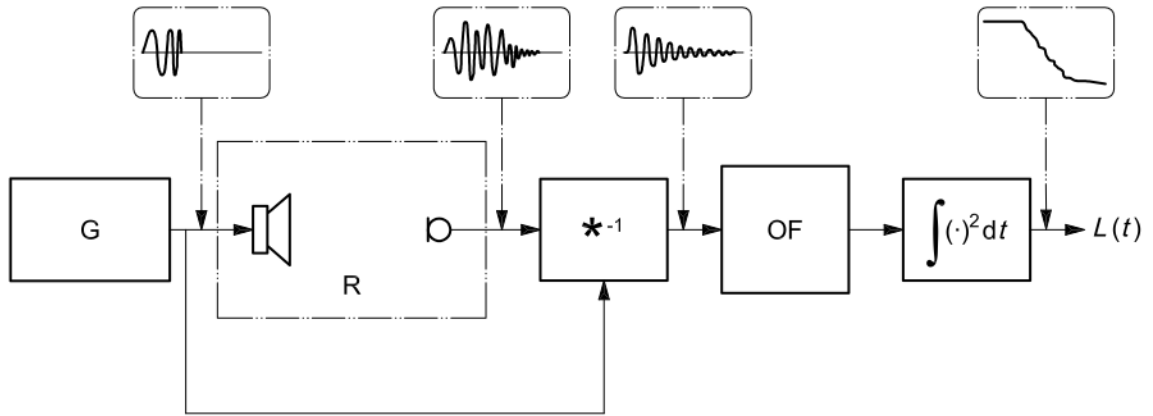 G
R
*-1
OF
∫(·)²dt
L(t)